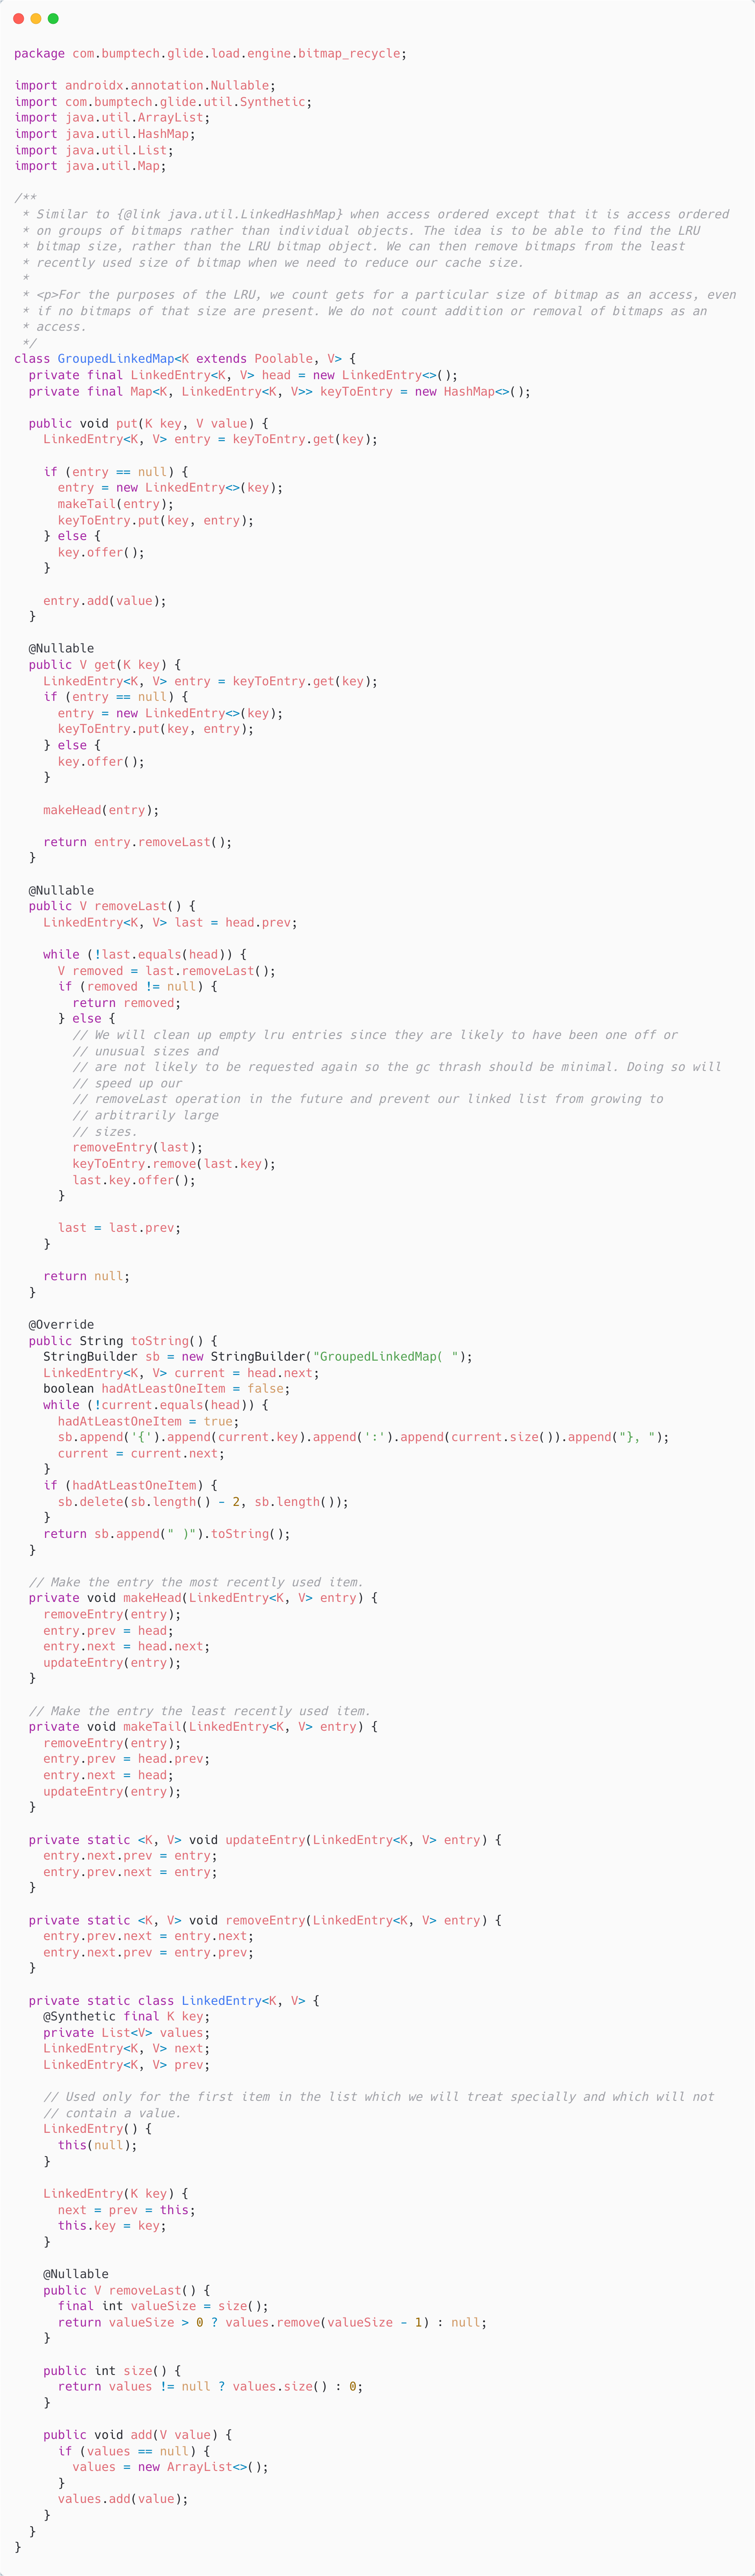 package com.bumptech.glide.load.engine.bitmap_recycle;

import androidx.annotation.Nullable;
import com.bumptech.glide.util.Synthetic;
import java.util.ArrayList;
import java.util.HashMap;
import java.util.List;
import java.util.Map;

/**
 * Similar to {@link java.util.LinkedHashMap} when access ordered except that it is access ordered
 * on groups of bitmaps rather than individual objects. The idea is to be able to find the LRU
 * bitmap size, rather than the LRU bitmap object. We can then remove bitmaps from the least
 * recently used size of bitmap when we need to reduce our cache size.
 *
 * <p>For the purposes of the LRU, we count gets for a particular size of bitmap as an access, even
 * if no bitmaps of that size are present. We do not count addition or removal of bitmaps as an
 * access.
 */
class GroupedLinkedMap<K extends Poolable, V> {
  private final LinkedEntry<K, V> head = new LinkedEntry<>();
  private final Map<K, LinkedEntry<K, V>> keyToEntry = new HashMap<>();

  public void put(K key, V value) {
    LinkedEntry<K, V> entry = keyToEntry.get(key);

    if (entry == null) {
      entry = new LinkedEntry<>(key);
      makeTail(entry);
      keyToEntry.put(key, entry);
    } else {
      key.offer();
    }

    entry.add(value);
  }

  @Nullable
  public V get(K key) {
    LinkedEntry<K, V> entry = keyToEntry.get(key);
    if (entry == null) {
      entry = new LinkedEntry<>(key);
      keyToEntry.put(key, entry);
    } else {
      key.offer();
    }

    makeHead(entry);

    return entry.removeLast();
  }

  @Nullable
  public V removeLast() {
    LinkedEntry<K, V> last = head.prev;

    while (!last.equals(head)) {
      V removed = last.removeLast();
      if (removed != null) {
        return removed;
      } else {
        // We will clean up empty lru entries since they are likely to have been one off or
        // unusual sizes and
        // are not likely to be requested again so the gc thrash should be minimal. Doing so will
        // speed up our
        // removeLast operation in the future and prevent our linked list from growing to
        // arbitrarily large
        // sizes.
        removeEntry(last);
        keyToEntry.remove(last.key);
        last.key.offer();
      }

      last = last.prev;
    }

    return null;
  }

  @Override
  public String toString() {
    StringBuilder sb = new StringBuilder("GroupedLinkedMap( ");
    LinkedEntry<K, V> current = head.next;
    boolean hadAtLeastOneItem = false;
    while (!current.equals(head)) {
      hadAtLeastOneItem = true;
      sb.append('{').append(current.key).append(':').append(current.size()).append("}, ");
      current = current.next;
    }
    if (hadAtLeastOneItem) {
      sb.delete(sb.length() - 2, sb.length());
    }
    return sb.append(" )").toString();
  }

  // Make the entry the most recently used item.
  private void makeHead(LinkedEntry<K, V> entry) {
    removeEntry(entry);
    entry.prev = head;
    entry.next = head.next;
    updateEntry(entry);
  }

  // Make the entry the least recently used item.
  private void makeTail(LinkedEntry<K, V> entry) {
    removeEntry(entry);
    entry.prev = head.prev;
    entry.next = head;
    updateEntry(entry);
  }

  private static <K, V> void updateEntry(LinkedEntry<K, V> entry) {
    entry.next.prev = entry;
    entry.prev.next = entry;
  }

  private static <K, V> void removeEntry(LinkedEntry<K, V> entry) {
    entry.prev.next = entry.next;
    entry.next.prev = entry.prev;
  }

  private static class LinkedEntry<K, V> {
    @Synthetic final K key;
    private List<V> values;
    LinkedEntry<K, V> next;
    LinkedEntry<K, V> prev;

    // Used only for the first item in the list which we will treat specially and which will not
    // contain a value.
    LinkedEntry() {
      this(null);
    }

    LinkedEntry(K key) {
      next = prev = this;
      this.key = key;
    }

    @Nullable
    public V removeLast() {
      final int valueSize = size();
      return valueSize > 0 ? values.remove(valueSize - 1) : null;
    }

    public int size() {
      return values != null ? values.size() : 0;
    }

    public void add(V value) {
      if (values == null) {
        values = new ArrayList<>();
      }
      values.add(value);
    }
  }
}